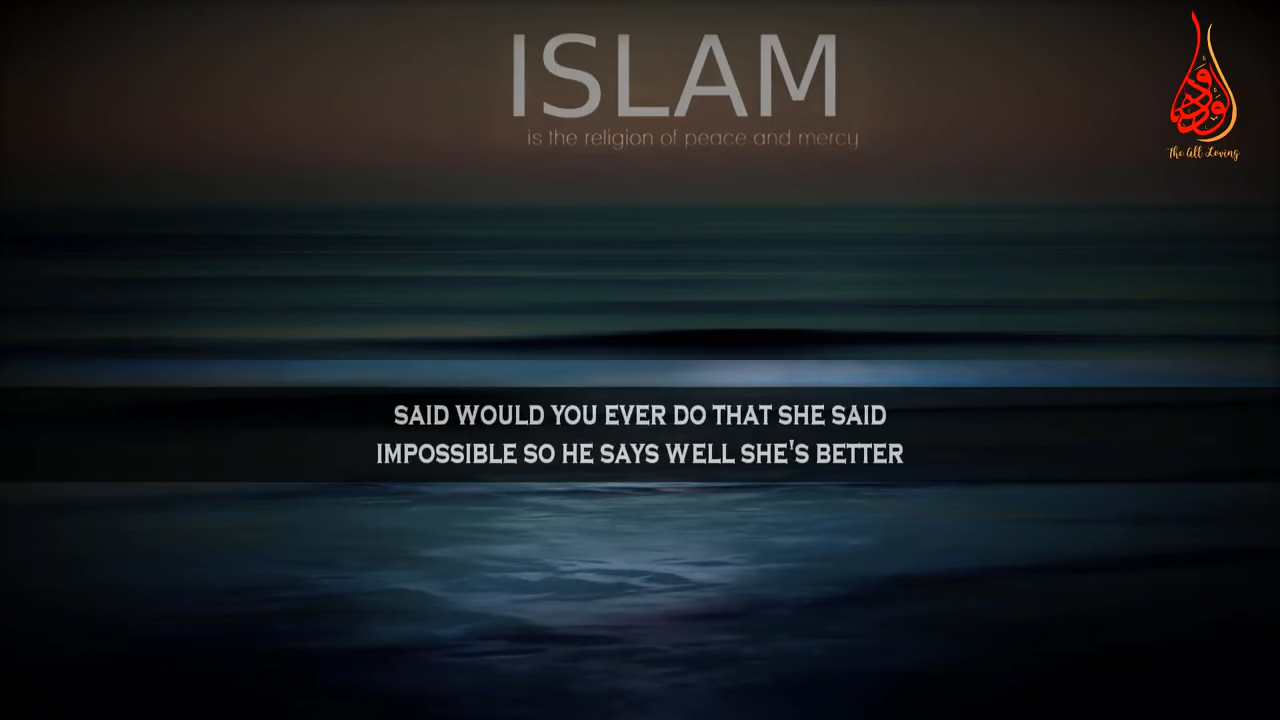 ISLAM
is the religion of peace and mercy
الودود
The All Loving
SAID WOULD YOU EVER DO THAT SHE SAID
IMPOSSIBLE SO HE SAYS WELL SHE'S BETTER